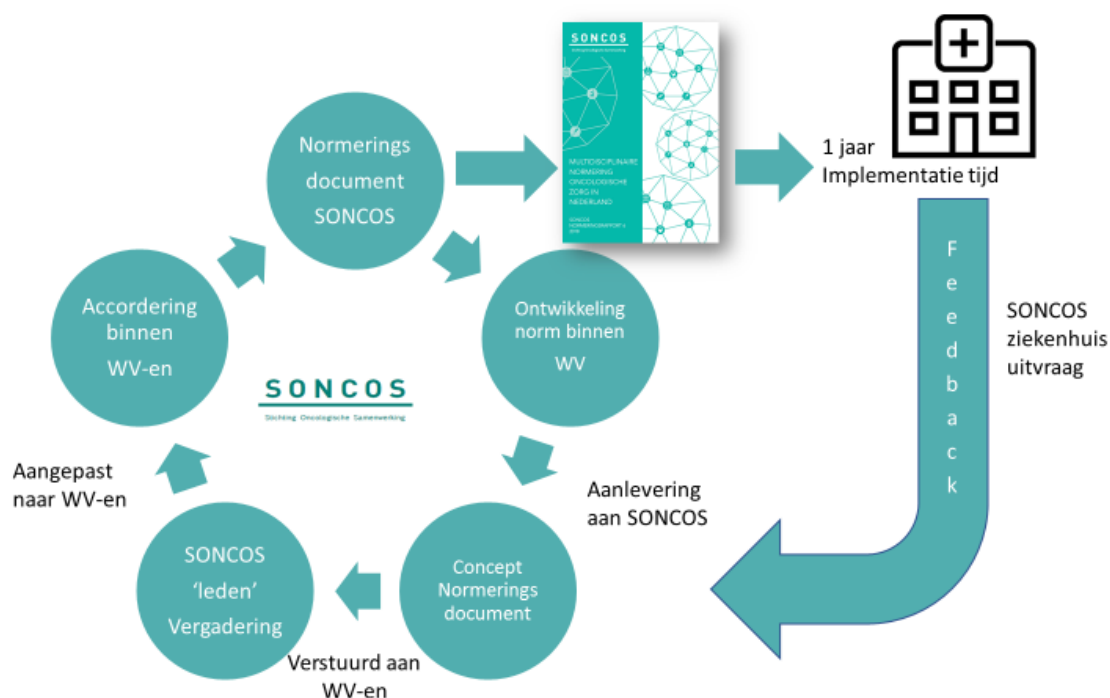 SONCOS
MULTIDISCIPLINAIRE
NORMERING
ONCOLOGISCHE
ZORG IN
NEDERLAND
SONCOS
1 jaar
Implementatie tijd
Normerings
document
SONCOS
Feedback
SONCOS
ziekenhuis
uitvraag
Accordering
binnen
WV-en
Ontwikkeling
norm binnen
WV
SONCOS
Stichting Oncologische Samenwerking
Aangepast
naar WV-en
Aanlevering
aan SONCOS
SONCOS
‘leden’
Vergadering
Concept
Normerings
document
Verstuurd aan
WV-en